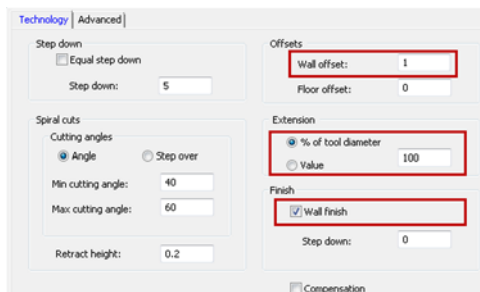 Technology Advanced
Step down
Equal step down
Step down: 5
Spiral cuts
Cutting angles
Angle Step over
Min cutting angle: 40
Max cutting angle: 60
Retract height: 0.2
Offsets
Wall offset: 1
Floor offset: 0
Extension
% of tool diameter
Value 100
Finish
Wall finish
Step down: 0
Compensation